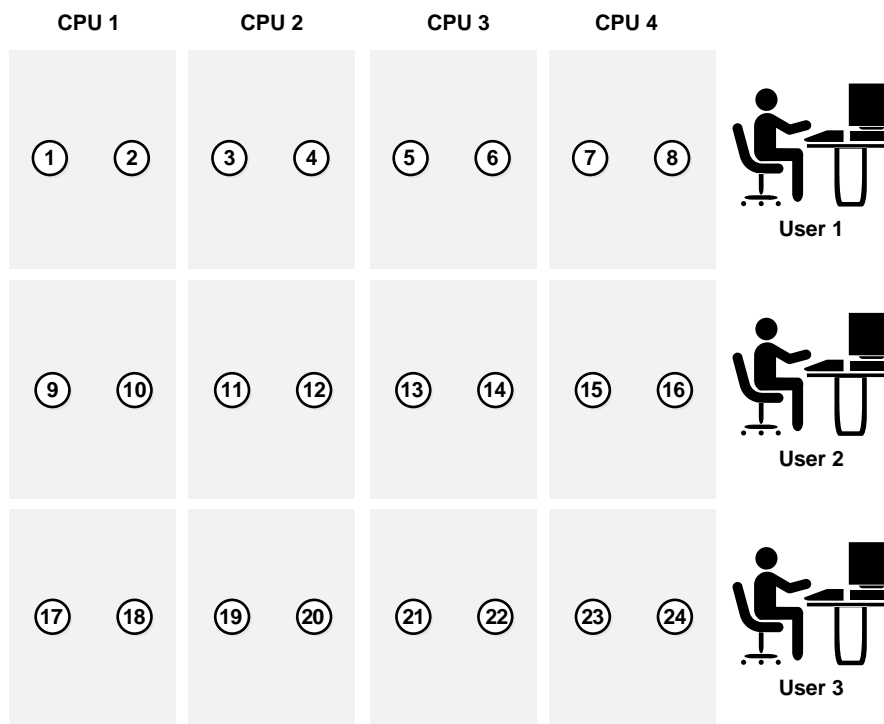 CPU 1 CPU 2 CPU 3 CPU 4
1 2 3 4 5 6 7 8
User 1
9 10 11 12 13 14 15 16
User 2
17 18 19 20 21 22 23 24
User 3